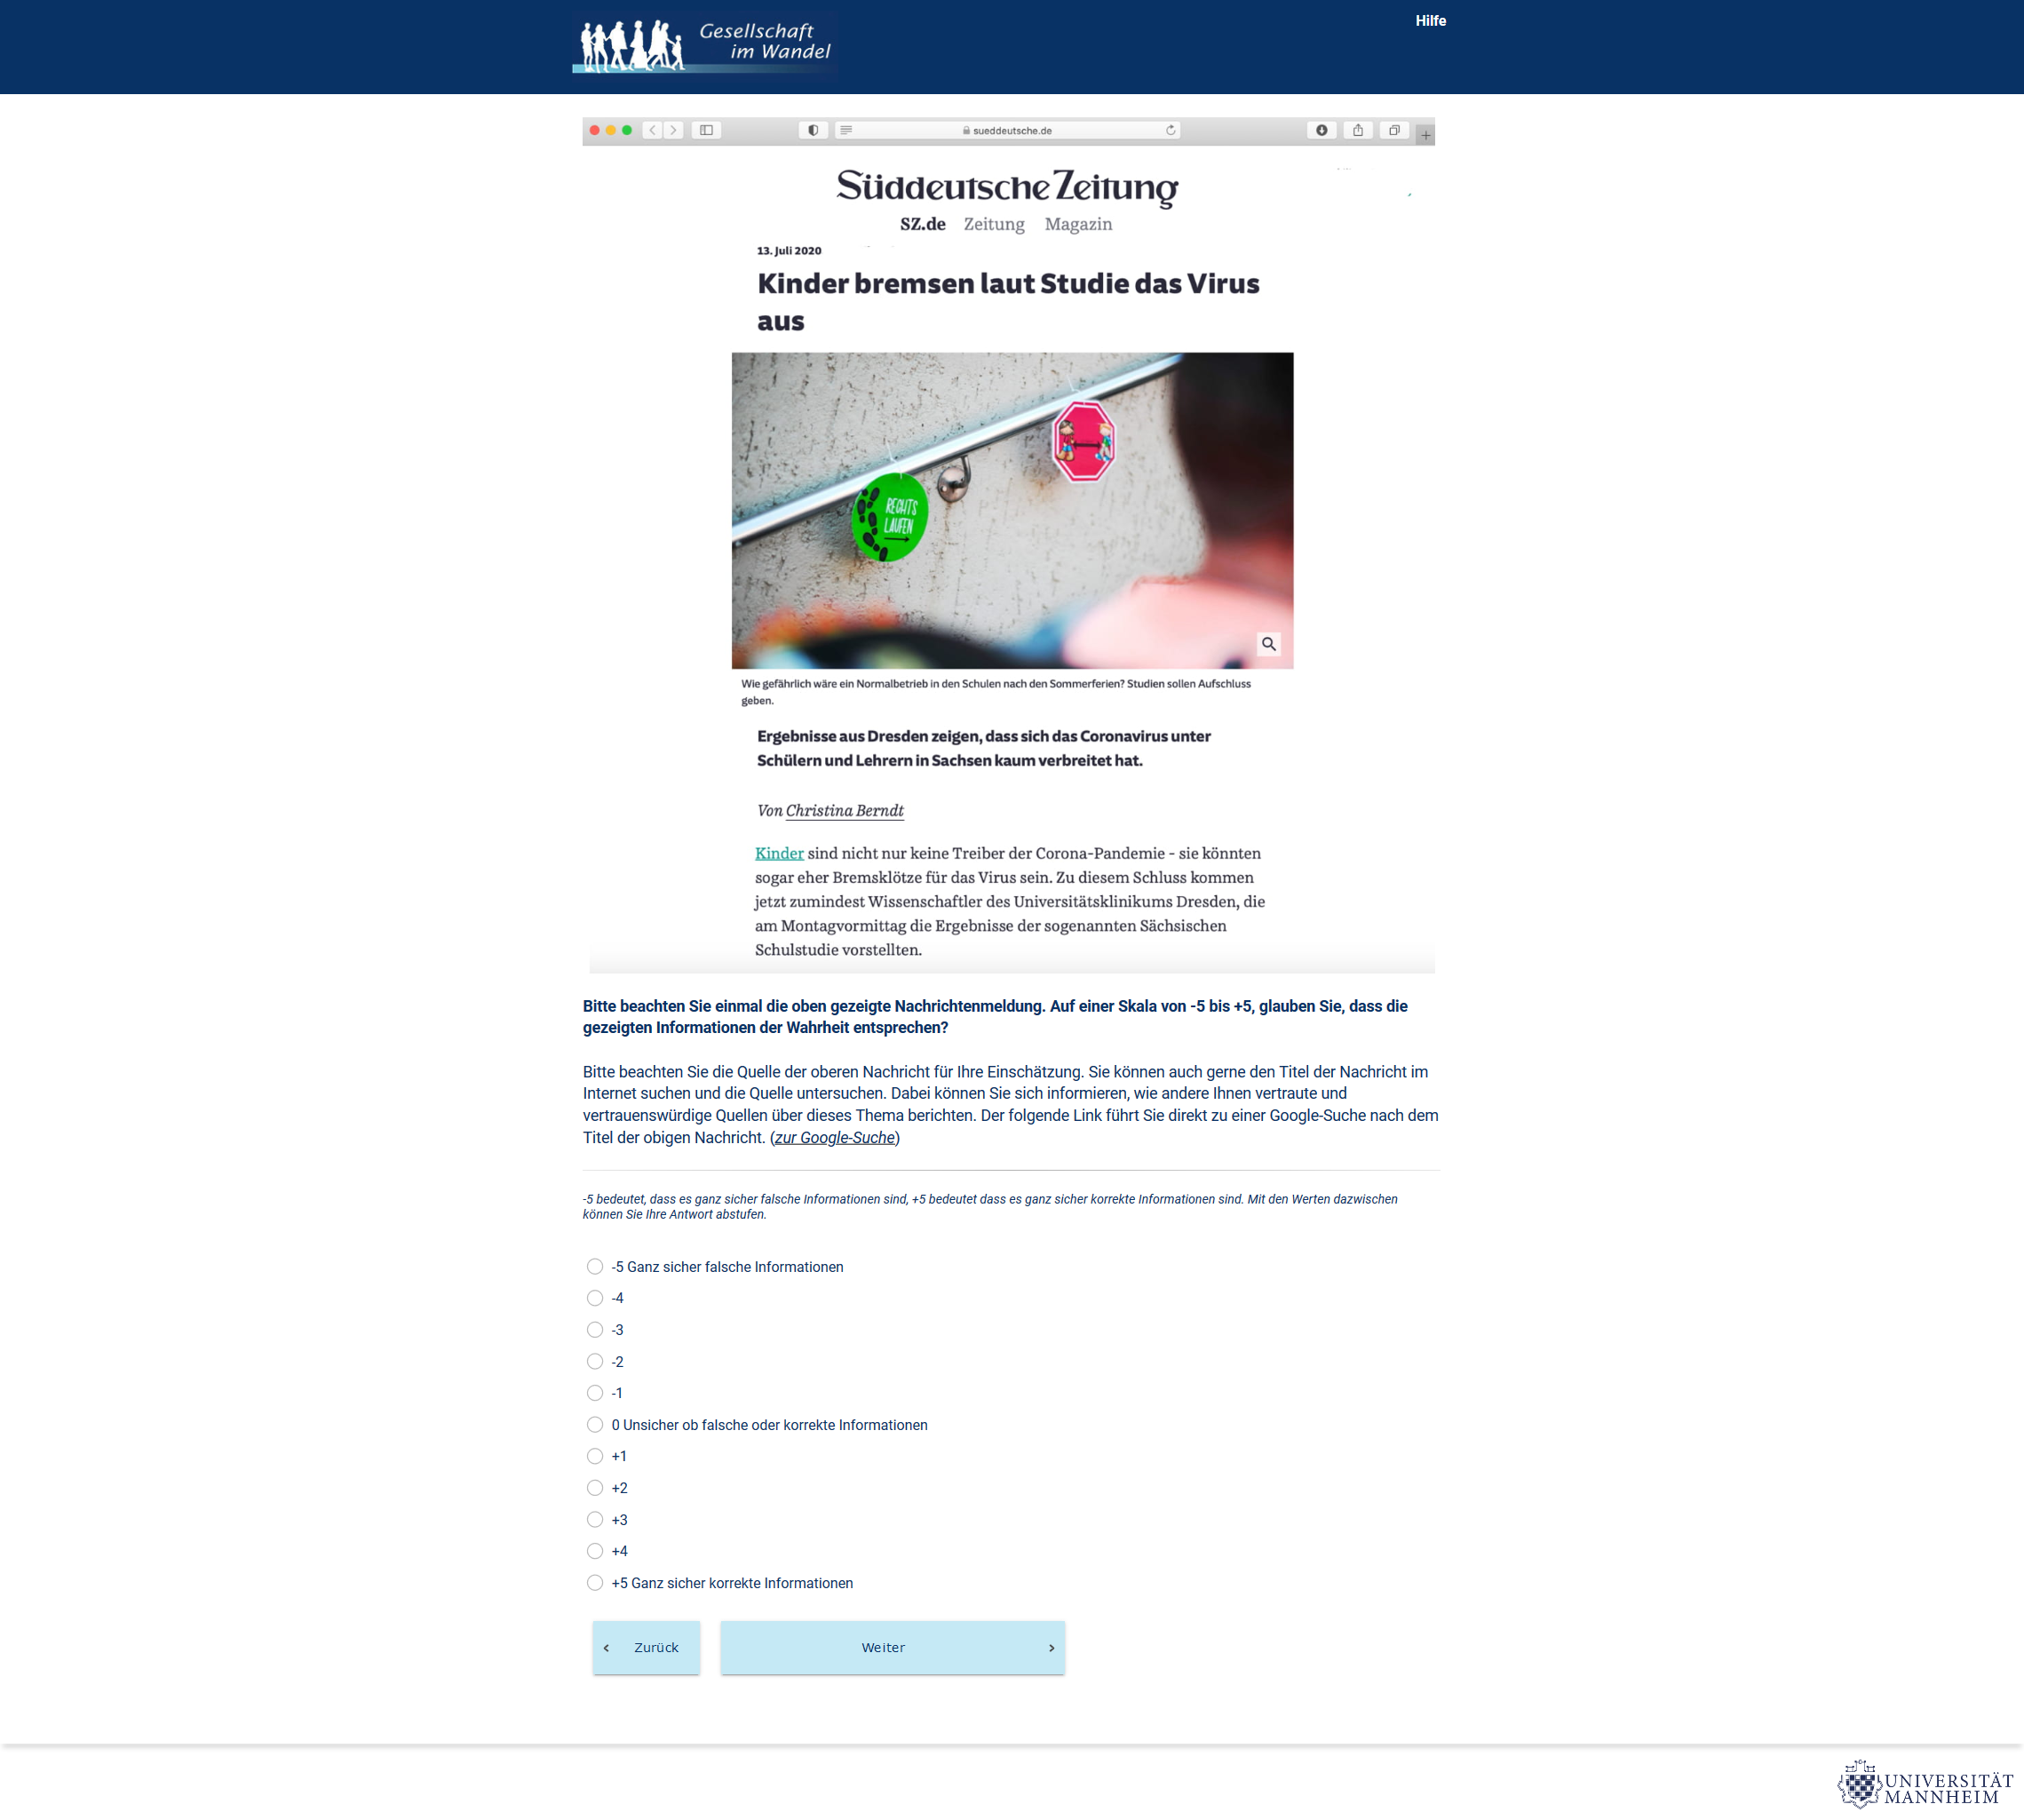 Gesellschaft
im Wandel
Hilfe
sueddeutsche.de
Süddeutsche Zeitung
SZ.de Zeitung Magazin
13. Juli 2020
Kinder bremsen laut Studie das Virus
aus
RECHTS
LAUFEN
Wie gefährlich wäre ein Normalbetrieb in den Schulen nach den Sommerferien? Studien sollen Aufschluss
geben.
Ergebnisse aus Dresden zeigen, dass sich das Coronavirus unter
Schülern und Lehrern in Sachsen kaum verbreitet hat.
Von Christina Berndt
Kinder sind nicht nur keine Treiber der Corona-Pandemie - sie könnten
sogar eher Bremsklötze für das Virus sein. Zu diesem Schluss kommen
jetzt zumindest Wissenschaftler des Universitätsklinikums Dresden, die
am Montagvormittag die Ergebnisse der sogenannten Sächsischen
Schulstudie vorstellten.
Bitte beachten Sie einmal die oben gezeigte Nachrichtenmeldung. Auf einer Skala von -5 bis +5, glauben Sie, dass die
gezeigten Informationen der Wahrheit entsprechen?
Bitte beachten Sie die Quelle der oberen Nachricht für Ihre Einschätzung. Sie können auch gerne den Titel der Nachricht im
Internet suchen und die Quelle untersuchen. Dabei können Sie sich informieren, wie andere Ihnen vertraute und
vertrauenswürdige Quellen über dieses Thema berichten. Der folgende Link führt Sie direkt zu einer Google-Suche nach dem
Titel der obigen Nachricht. (zur Google-Suche)
-5 bedeutet, dass es ganz sicher falsche Informationen sind, +5 bedeutet dass es ganz sicher korrekte Informationen sind. Mit den Werten dazwischen
können Sie Ihre Antwort abstufen.
-5 Ganz sicher falsche Informationen
-4
-3
-2
-1
0 Unsicher ob falsche oder korrekte Informationen
+1
+2
+3
+4
+5 Ganz sicher korrekte Informationen
Zurück
Weiter
UNIVERSITÄT
MANNHEIM